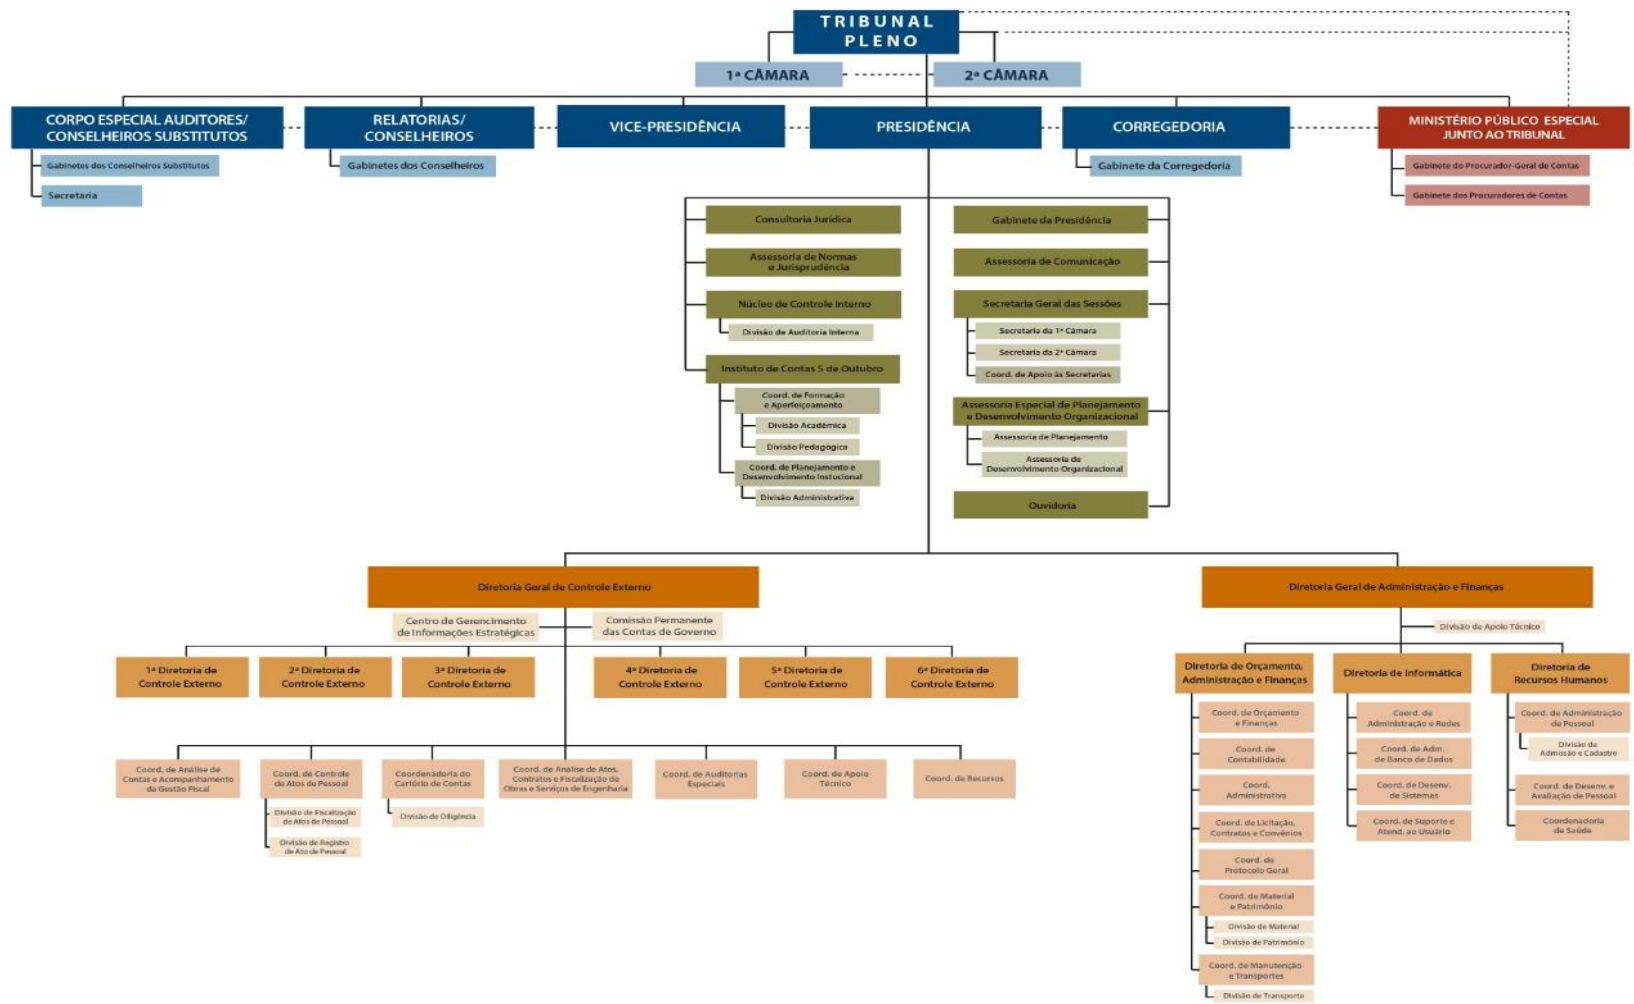 TRIBUNAL
PLENO
1ª CÂMARA
2ª CÂMARA
CORPO ESPECIAL AUDITORES/
CONSELHEIROS SUBSTITUTOS
Gabinetes dos Conselheiros Substitutos
Secretaria
RELATORIAS/
CONSELHEIROS
Gabinetes dos Conselheiros
VICE-PRESIDÊNCIA
PRESIDÊNCIA
CORREGEDORIA
Gabinete da Corregedoria
MINISTÉRIO PÚBLICO ESPECIAL
JUNTO AO TRIBUNAL
Gabinete do Procurador-Geral de Contas
Gabinete dos Procuradores de Contas
Consultoria Jurídica
Assessoria de Normas
e Jurisprudência
Núcleo de Controle Interno
Divisão de Auditoria Interna
Instituto de Contas 5 de Outubro
Coord. de Formação
e Aperfeiçoamento
Divisão Acadêmica
Divisão Pedagógica
Coord. de Planejamento e
Desenvolvimento Instucional
Divisão Administrativa
Gabinete da Presidência
Assessoria de Comunicação
Secretaria Geral das Sessões
Secretaria da 1ª Câmara
Secretaria da 2ª Câmara
Coord. de Apoio às Secretarias
Assessoria Especial de Planejamento
e Desenvolvimento Organizacional
Assessoria de Planejamento
Assessoria de
Desenvolvimento Organizacional
Ouvidoria
Diretoria Geral de Controle Externo
Centro de Gerencimento
de Informações Estratégicas
Comissão Permanente
das Contas de Governo
1ª Diretoria de
Controle Externo
2ª Diretoria de
Controle Externo
3ª Diretoria de
Controle Externo
4ª Diretoria de
Controle Externo
5ª Diretoria de
Controle Externo
6ª Diretoria de
Controle Externo
Coord. de Análise de
Contas e Acompanhamento
da Gestão Fiscal
Coord. de Controle
de Atos de Pessoal
Divisão de Fiscalização
de Atos de Pessoal
Divisão de Registro
de Ato de Pessoal
Coordenadoria do
Cartório de Contas
Divisão de Diligência
Coord. de Análise de Atos,
Contratos e Fiscalização de
Obras e Serviços de Engenharia
Coord. de Auditorias
Especiais
Coord. de Apoio
Técnico
Coord. de Recursos
Diretoria Geral de Administração e Finanças
Divisão de Apoio Técnico
Diretoria de Orçamento,
Administração e Finanças
Coord. de Orçamento
e Finanças
Coord. de
Contabilidade
Coord.
Administrativa
Coord. de Licitação,
Contratos e Convênios
Coord. de
Protocolo Geral
Coord. de Material
e Patrimônio
Divisão de Material
Divisão de Patrimônio
Coord. de Manutenção
e Transportes
Divisão de Transporte
Diretoria de Informática
Coord. de
Administração e Redes
Coord. de Adm.
de Banco de Dados
Coord. de Desenv.
de Sistemas
Coord. de Suporte e
Atend. ao Usuário
Diretoria de
Recursos Humanos
Coord. de Administração
de Pessoal
Divisão de
Admissão e Cadastro
Coord. de Desenv. e
Avaliação de Pessoal
Coordenadoria
de Saúde